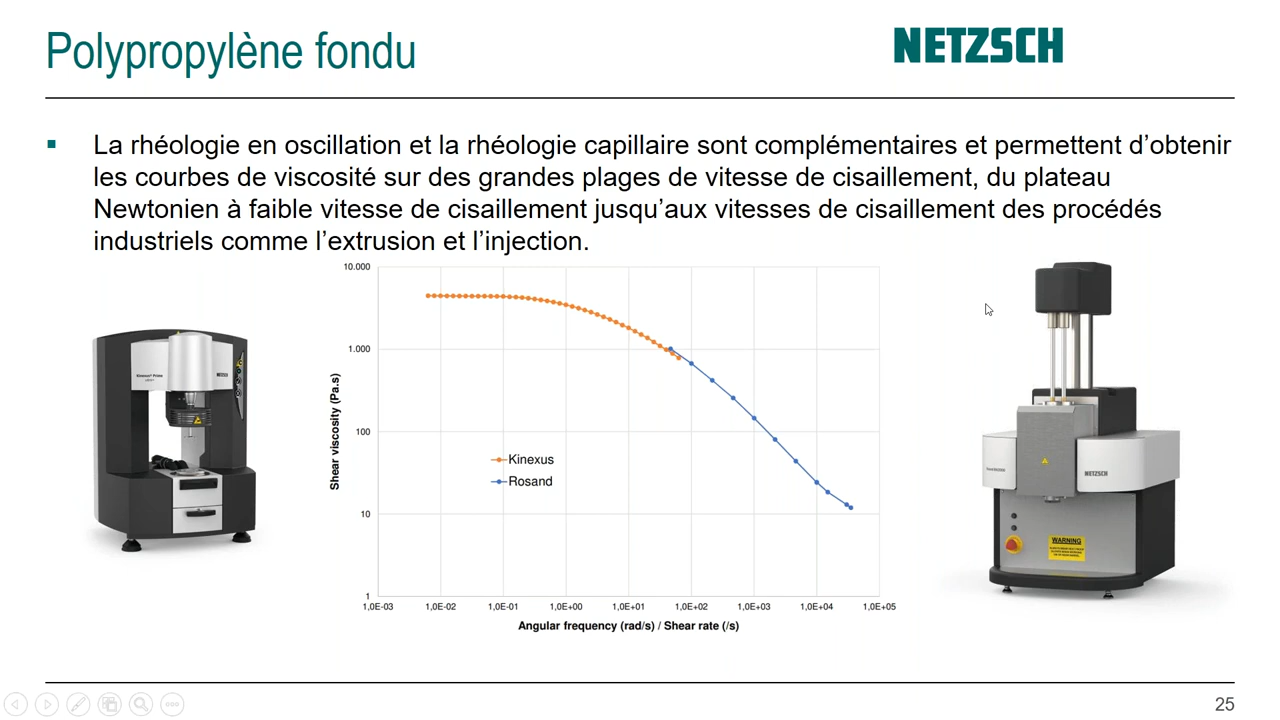 Polypropylène fondu
NETZSCH
La rhéologie en oscillation et la rhéologie capillaire sont complémentaires et permettent d’obtenir
les courbes de viscosité sur des grandes plages de vitesse de cisaillement, du plateau
Newtonien à faible vitesse de cisaillement jusqu’aux vitesses de cisaillement des procédés
industriels comme l’extrusion et l’injection.
10.000
1.000
100
10
1
Shear viscosity (Pa.s)
Kinexus
Rosand
1,0E-03 1,0E-02 1,0E-01 1,0E+00 1,0E+01 1,0E+02 1,0E+03 1,0E+04 1,0E+05
Angular frequency (rad/s) / Shear rate (/s)
NETZSCH
WARNING
25